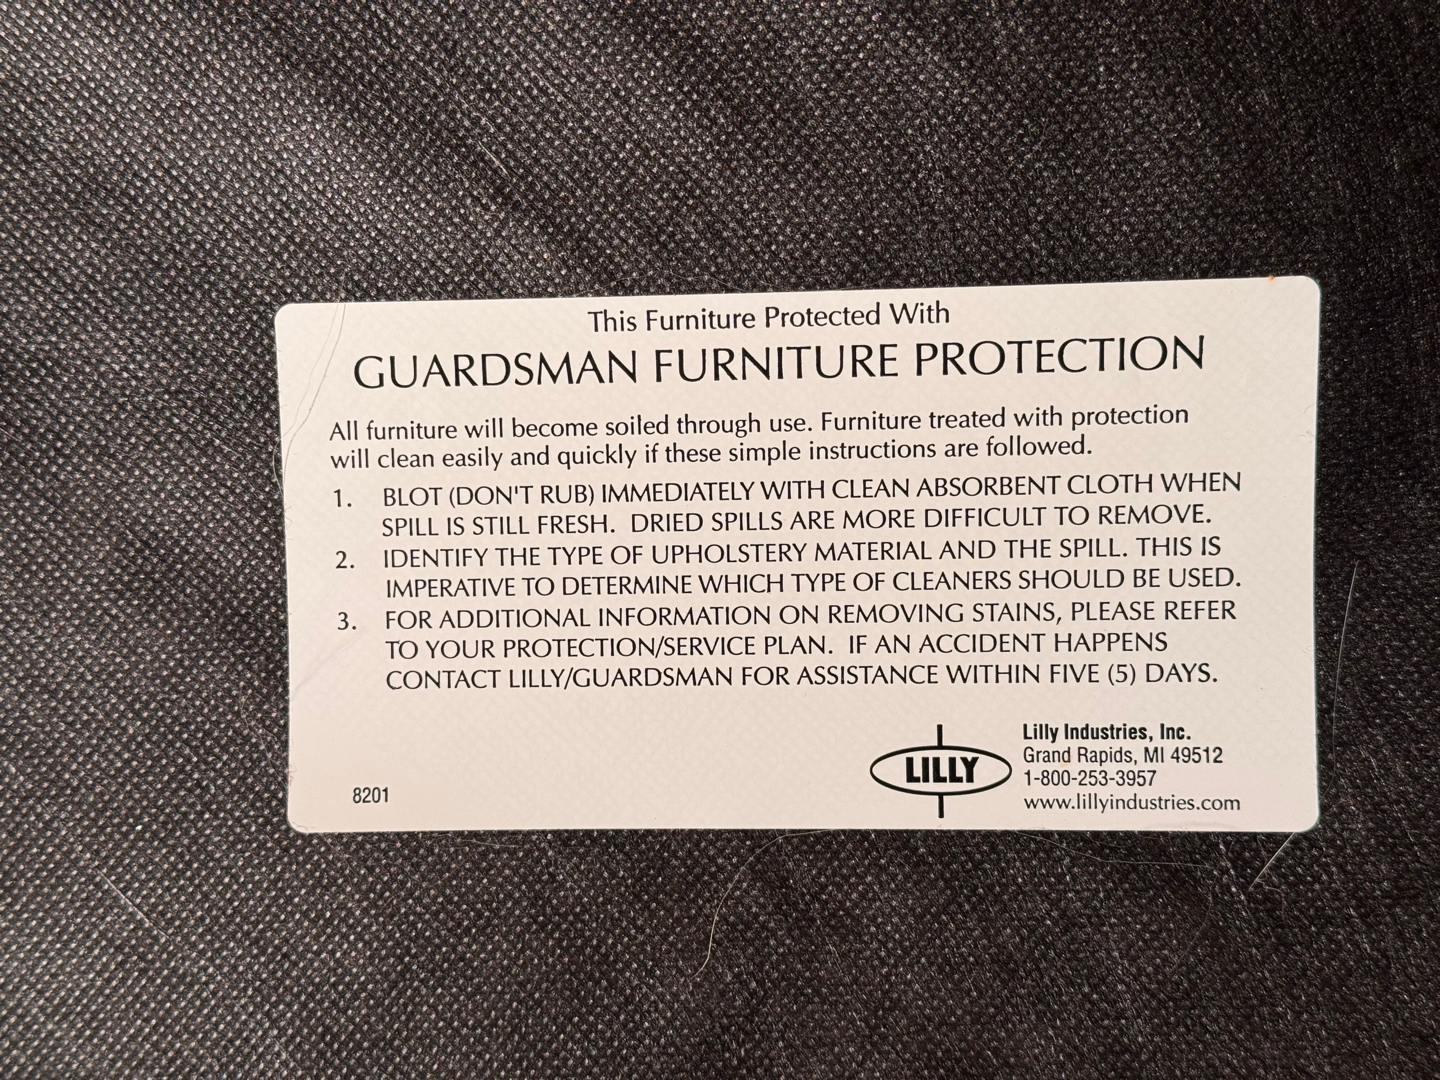 This Furniture Protected With
GUARDSMAN FURNITURE PROTECTION
All furniture will become soiled through use. Furniture treated with protection
will clean easily and quickly if these simple instructions are followed.
1. BLOT (DON'T RUB) IMMEDIATELY WITH CLEAN ABSORBENT CLOTH WHEN
SPILL IS STILL FRESH. DRIED SPILLS ARE MORE DIFFICULT TO REMOVE.
2. IDENTIFY THE TYPE OF UPHOLSTERY MATERIAL AND THE SPILL. THIS IS
IMPERATIVE TO DETERMINE WHICH TYPE OF CLEANERS SHOULD BE USED.
3. FOR ADDITIONAL INFORMATION ON REMOVING STAINS, PLEASE REFER
TO YOUR PROTECTION/SERVICE PLAN. IF AN ACCIDENT HAPPENS
CONTACT LILLY/GUARDSMAN FOR ASSISTANCE WITHIN FIVE (5) DAYS.
8201
LILLY
Lilly Industries, Inc.
Grand Rapids, MI 49512
1-800-253-3957
www.lillyindustries.com